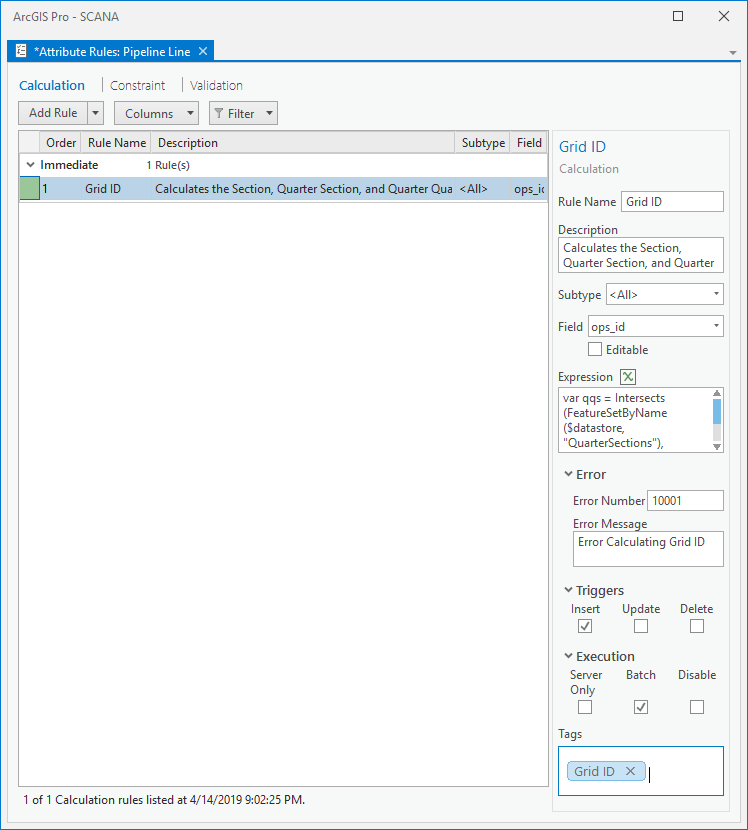 ArcGIS Pro - SCANA
*Attribute Rules: Pipeline Line
Calculation Constraint Validation
Add Rule Columns Filter
Order Rule Name Description Subtype Field
Immediate 1 Rule(s)
1 Grid ID Calculates the Section, Quarter Section, and Quarter Qua <All> ops_id
Grid ID
Calculation
Rule Name Grid ID
Description
Calculates the Section,
Quarter Section, and Quarter
Subtype <All>
Field ops_id
Editable
Expression
var qqs = Intersects
(FeatureSetByName
($datastore,
"QuarterSections"),
Error
Error Number 10001
Error Message
Error Calculating Grid ID
Triggers
Insert Update Delete
Execution
Server Only Batch Disable
Tags
Grid ID
1 of 1 Calculation rules listed at 4/14/2019 9:02:25 PM.